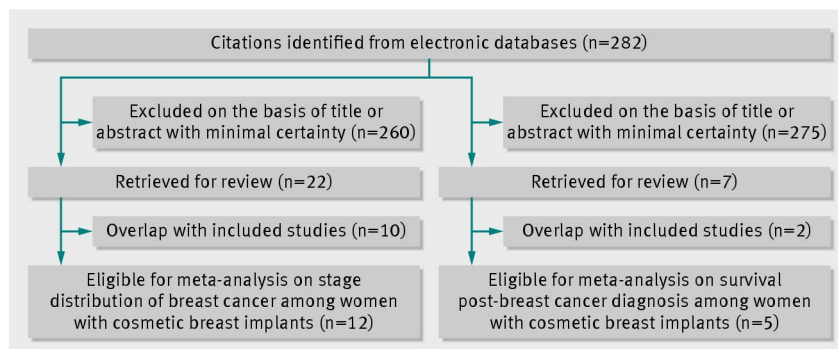 Citations identified from electronic databases (n=282)
Excluded on the basis of title or
abstract with minimal certainty (n=260)
Retrieved for review (n=22)
Overlap with included studies (n=10)
Eligible for meta-analysis on stage
distribution of breast cancer among women
with cosmetic breast implants (n=12)
Excluded on the basis of title or
abstract with minimal certainty (n=275)
Retrieved for review (n=7)
Overlap with included studies (n=2)
Eligible for meta-analysis on survival
post-breast cancer diagnosis among women
with cosmetic breast implants (n=5)